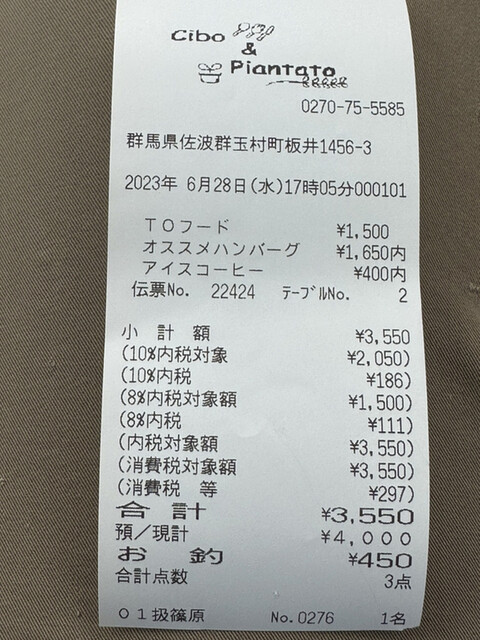 Cibo
&
Piantato
0270-75-5585
群馬県佐波群玉村町板井1456-3
2023年 6月28日(水)17時05分000101
TOフード ¥1,500
オススメハンバーグ ¥1,650内
アイスコーヒー ¥400内
伝票No. 22424 テーブルNo. 2
小計額 ¥3,550
(10%内税対象 ¥2,050)
(10%内税 ¥186)
(8%内税対象額 ¥1,500)
(8%内税 ¥111)
(内税対象額 ¥3,550)
(消費税対象額 ¥3,550)
(消費税 等 ¥297)
合計 ¥3,550
預/現計 ¥4,000
お釣 ¥450
合計点数 3点
01扱篠原 No.0276 1名